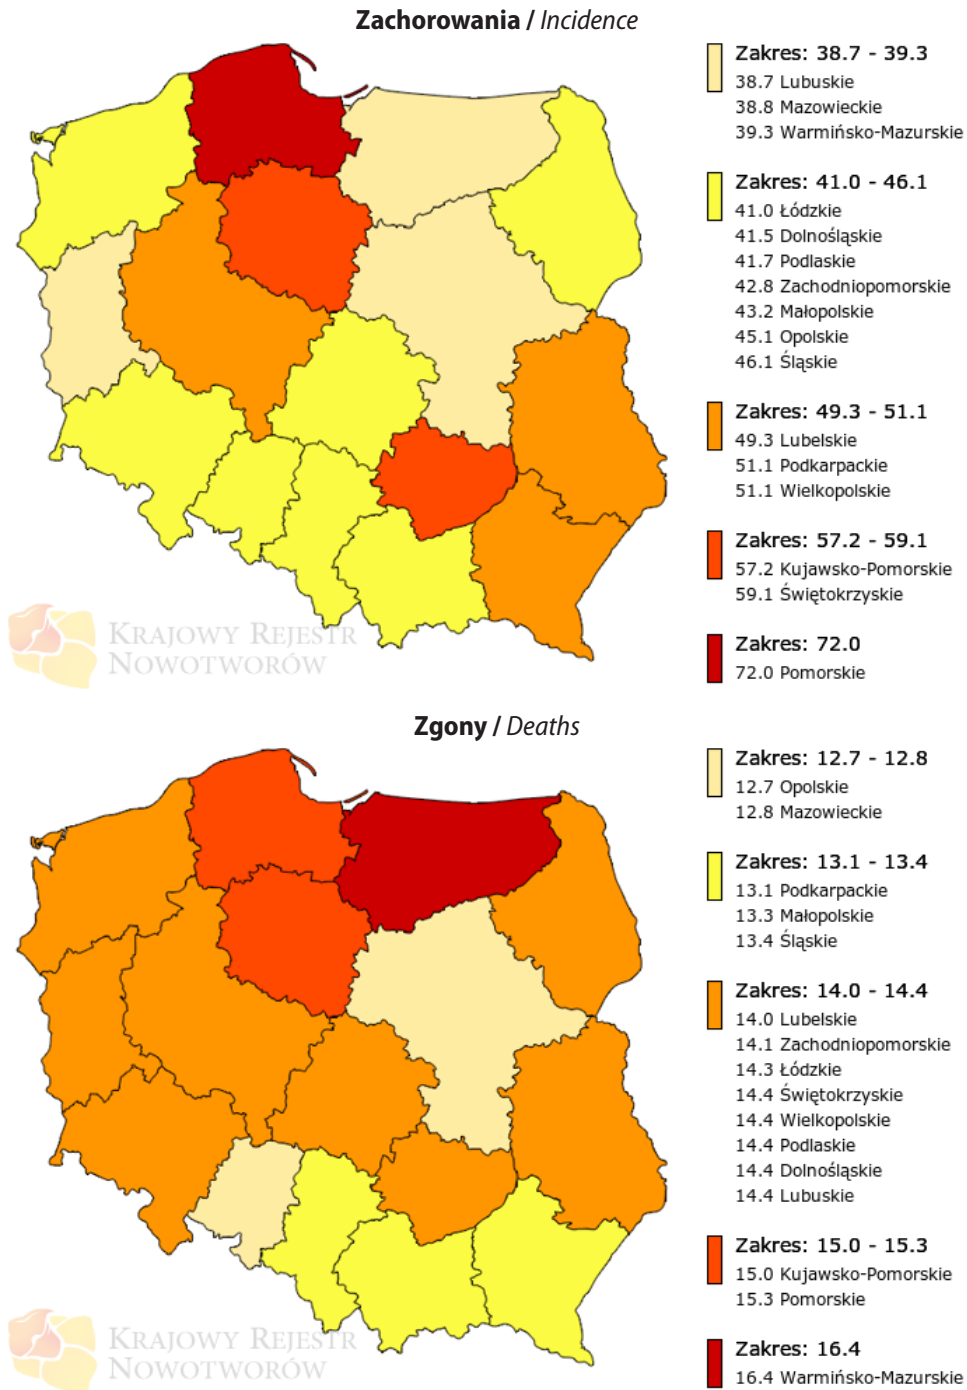 Zachorowania / Incidence
Zakres: 38.7 - 39.3
38.7 Lubuskie
38.8 Mazowieckie
39.3 Warmińsko-Mazurskie
Zakres: 41.0 - 46.1
41.0 Łódzkie
41.5 Dolnośląskie
41.7 Podlaskie
42.8 Zachodniopomorskie
43.2 Małopolskie
45.1 Opolskie
46.1 Śląskie
Zakres: 49.3 - 51.1
49.3 Lubelskie
51.1 Podkarpackie
51.1 Wielkopolskie
Zakres: 57.2 - 59.1
57.2 Kujawsko-Pomorskie
59.1 Świętokrzyskie
Zakres: 72.0
72.0 Pomorskie
KRAJOWY REJESTR
NOWOTWORÓW
Zgony / Deaths
Zakres: 12.7 - 12.8
12.7 Opolskie
12.8 Mazowieckie
Zakres: 13.1 - 13.4
13.1 Podkarpackie
13.3 Małopolskie
13.4 Śląskie
Zakres: 14.0 - 14.4
14.0 Lubelskie
14.1 Zachodniopomorskie
14.3 Łódzkie
14.4 Świętokrzyskie
14.4 Wielkopolskie
14.4 Podlaskie
14.4 Dolnośląskie
14.4 Lubuskie
Zakres: 15.0 - 15.3
15.0 Kujawsko-Pomorskie
15.3 Pomorskie
Zakres: 16.4
16.4 Warmińsko-Mazurskie
KRAJOWY REJESTR
NOWOTWORÓW